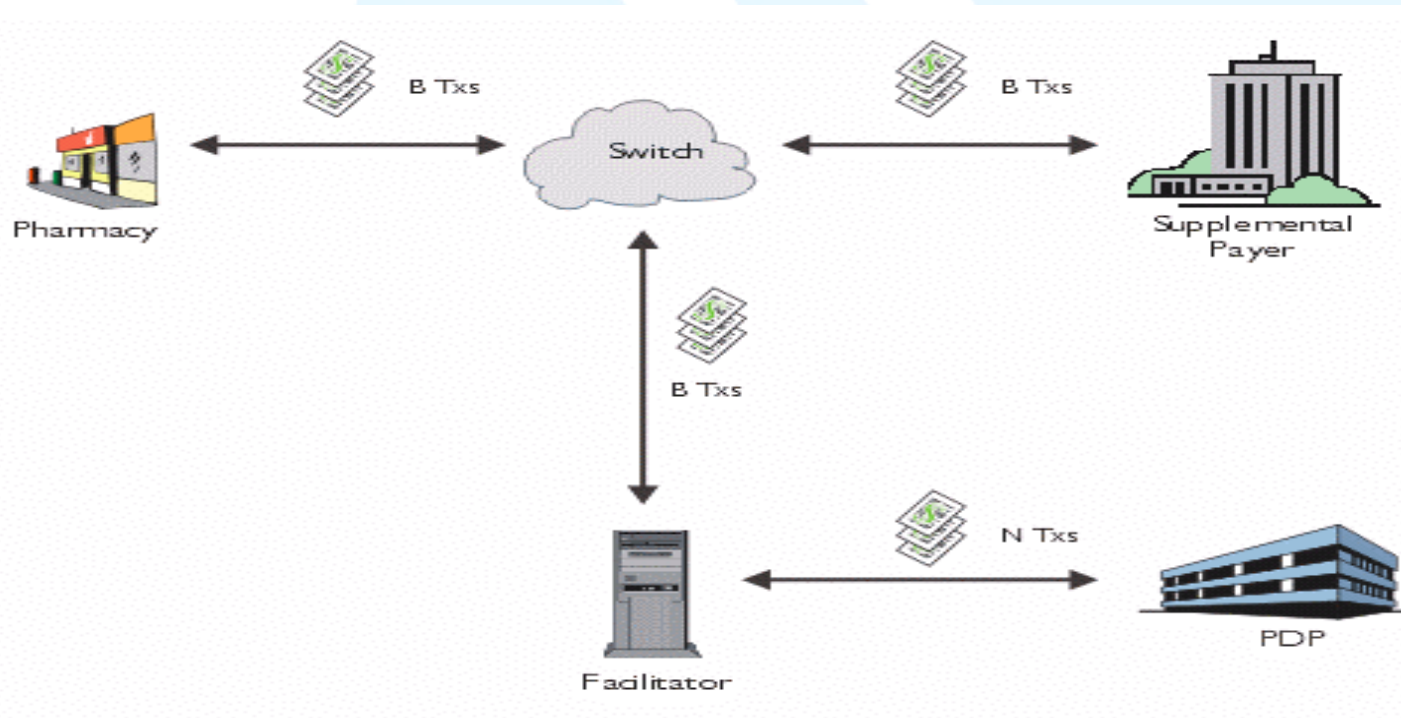 B Txs
B Txs
Switch
Pharmacy
Supplemental
Payer
B Txs
N Txs
PDP
Facilitator